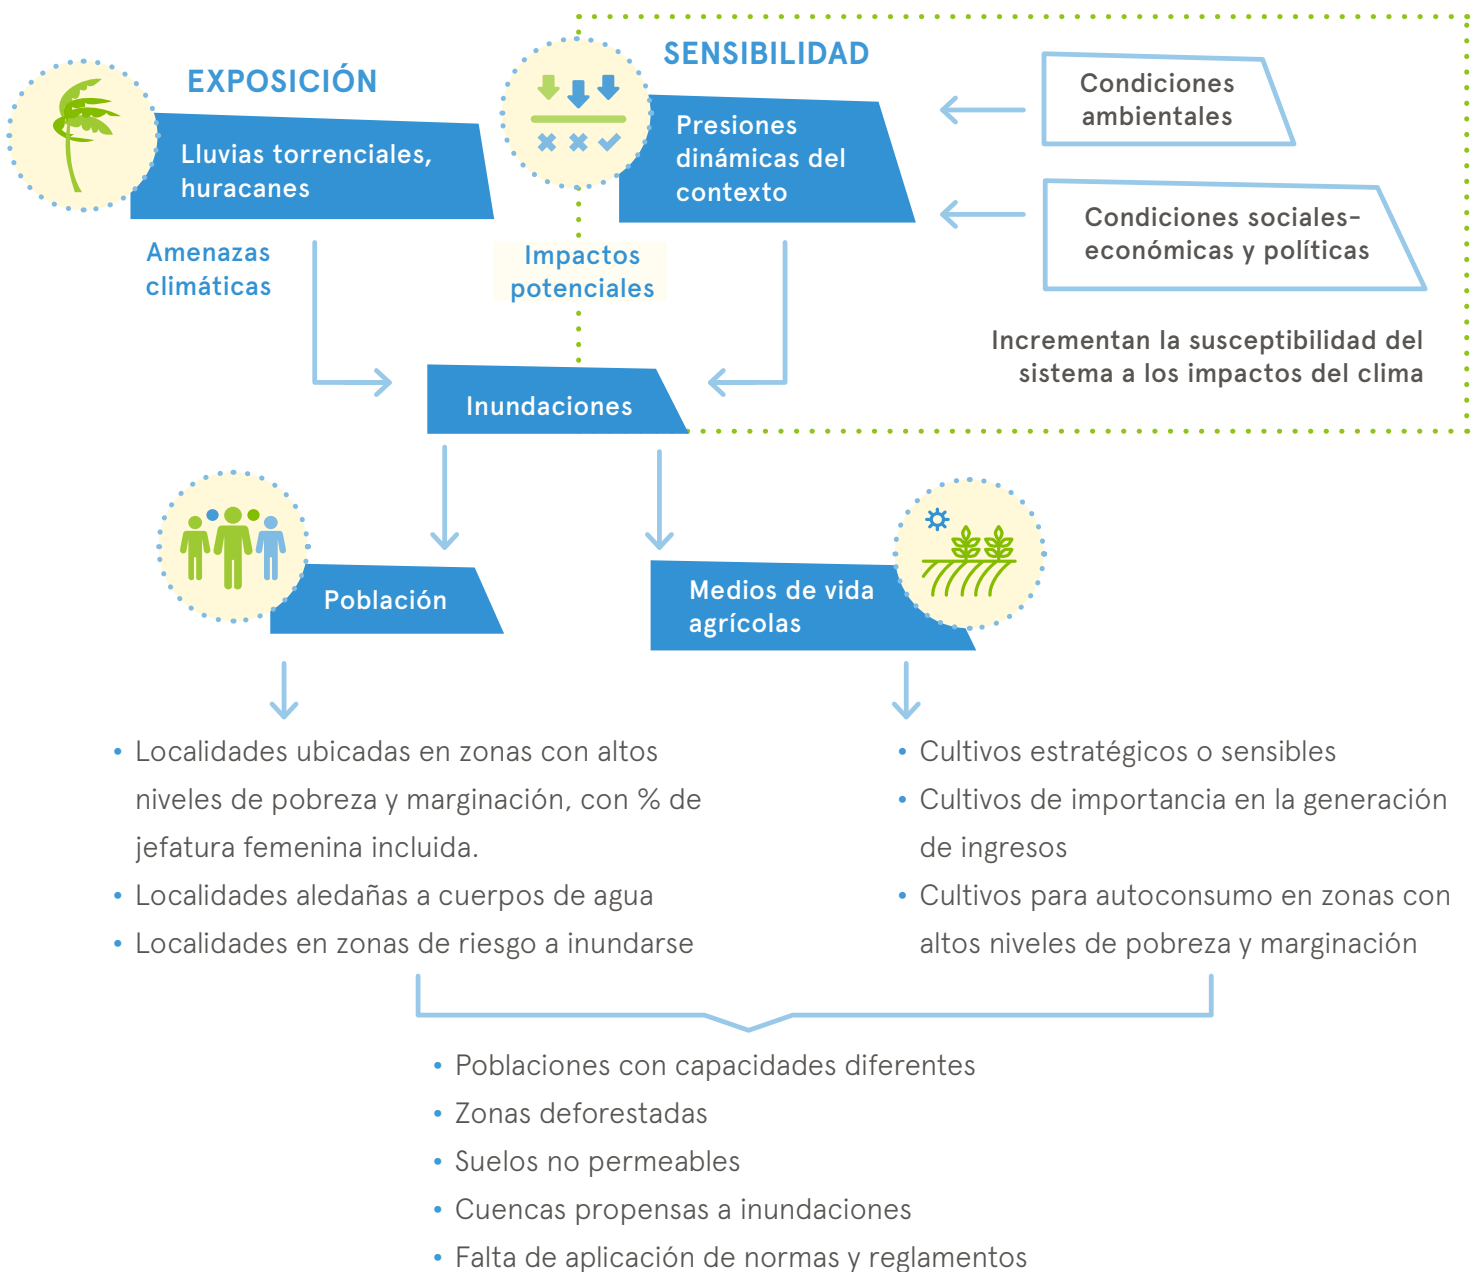 EXPOSICIÓN
Lluvias torrenciales,
huracanes
Amenazas
climáticas
SENSIBILIDAD
Presiones
dinámicas del
contexto
Impactos
potenciales
Condiciones
ambientales
Condiciones sociales-
económicas y políticas
Incrementan la susceptibilidad del
sistema a los impactos del clima
Inundaciones
Población
Medios de vida
agrícolas
• Localidades ubicadas en zonas con altos
niveles de pobreza y marginación, con % de
jefatura femenina incluida.
• Localidades aledañas a cuerpos de agua
• Localidades en zonas de riesgo a inundarse
• Cultivos estratégicos o sensibles
• Cultivos de importancia en la generación
de ingresos
• Cultivos para autoconsumo en zonas con
altos niveles de pobreza y marginación
• Poblaciones con capacidades diferentes
• Zonas deforestadas
• Suelos no permeables
• Cuencas propensas a inundaciones
• Falta de aplicación de normas y reglamentos